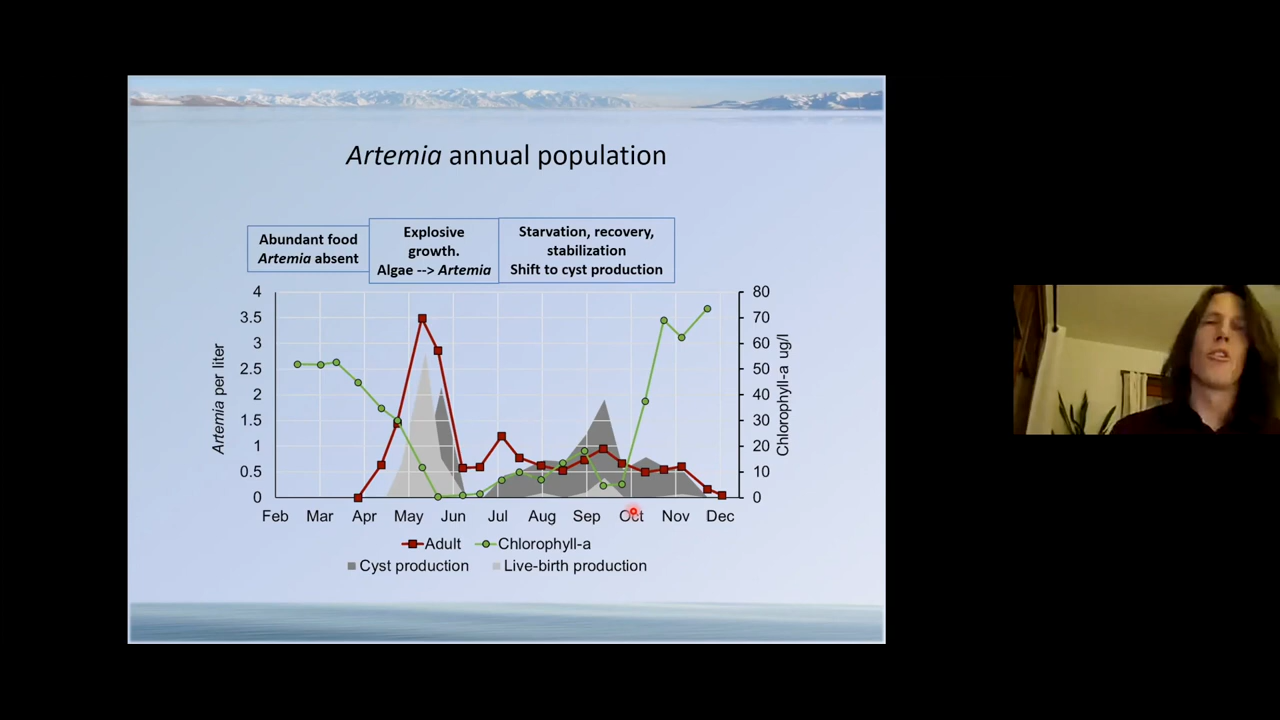 Artemia annual population
Abundant food
Artemia absent
Explosive
growth.
Algae --> Artemia
Starvation, recovery,
stabilization
Shift to cyst production
4
3.5
3
2.5
2
1.5
1
0.5
0
Artemia per liter
80
70
60
50
40
30
20
10
0
Chlorophyll-a ug/l
Feb Mar Apr May Jun Jul Aug Sep Oct Nov Dec
Adult Chlorophyll-a
Cyst production Live-birth production